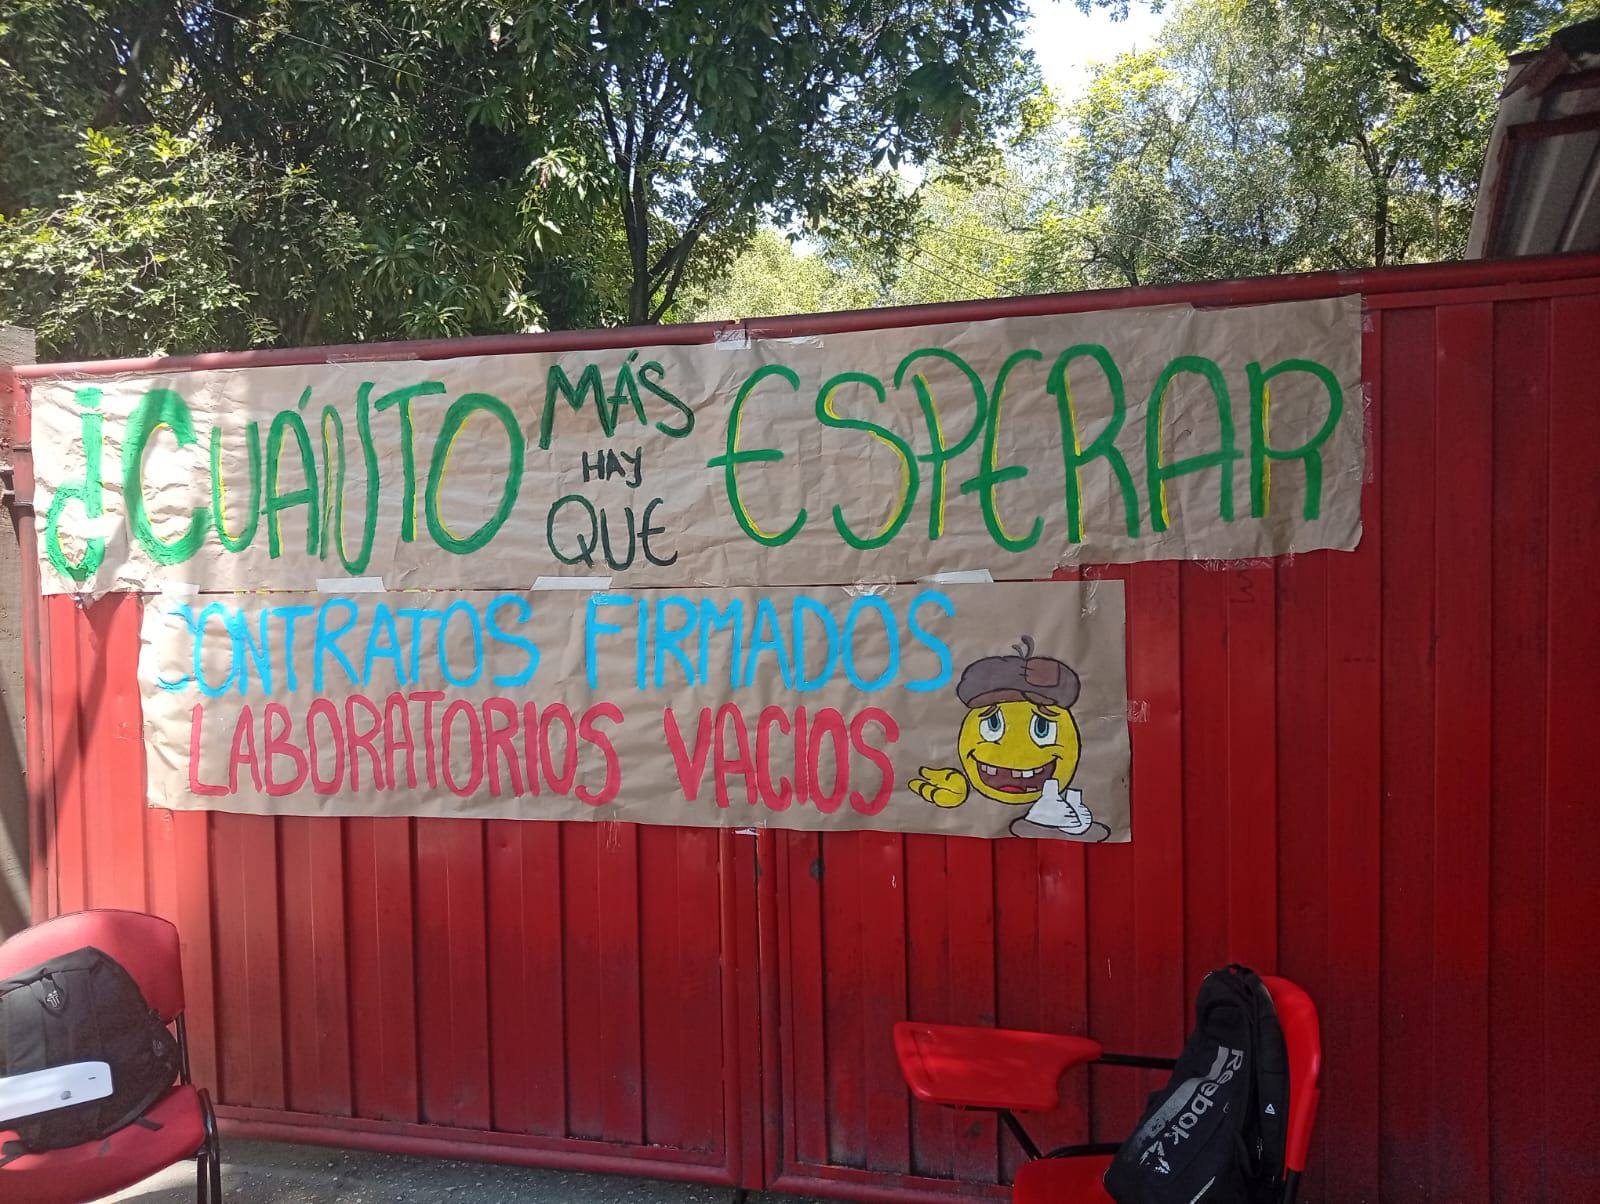 ¿CUÁNTO MÁS HAY QUE ESPERAR
CONTRATOS FIRMADOS
LABORATORIOS VACIOS
Reebok